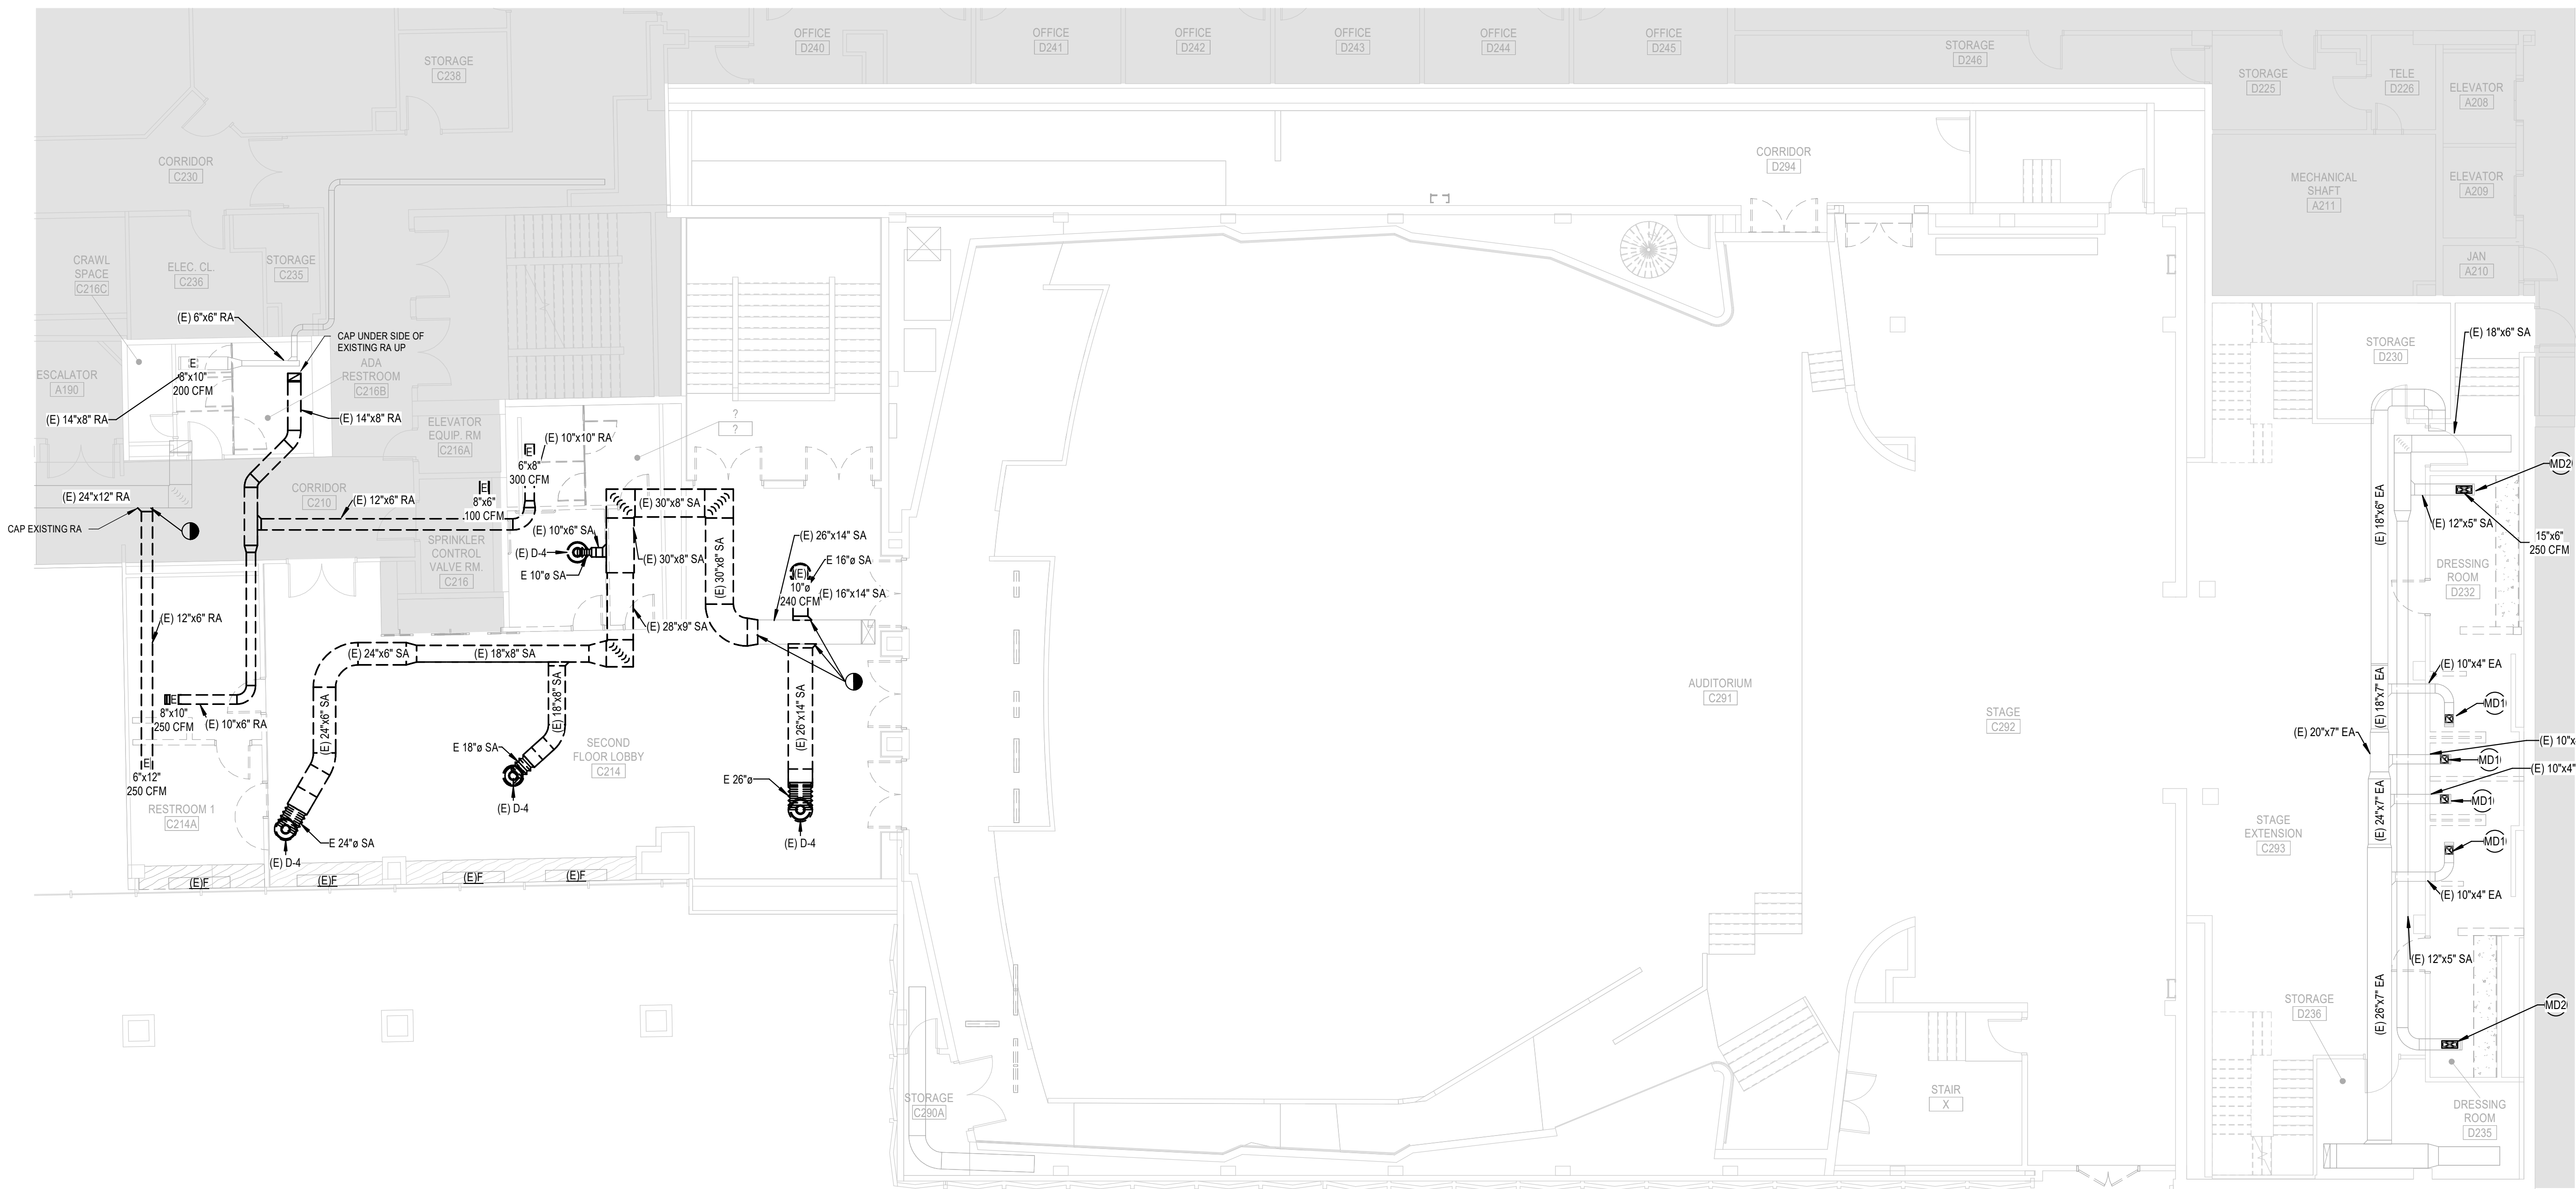 OFFICE
D240
OFFICE
D241
OFFICE
D242
OFFICE
D243
OFFICE
D244
OFFICE
D245
STORAGE
D246
STORAGE
C238
STORAGE
D225
TELE
D226
ELEVATOR
A208
CORRIDOR
C230
CORRIDOR
D294
MECHANICAL
SHAFT
A211
ELEVATOR
A209
CRAWL
SPACE
C216C
ELEC. CL.
C236
STORAGE
C235
JAN
A210
(E) 6"x6" RA
CAP UNDER SIDE OF
EXISTING RA UP
ADA
RESTROOM
C216B
E
8"x10"
200 CFM
ESCALATOR
A190
(E) 14"x8" RA
(E) 14"x8" RA
ELEVATOR
EQUIP. RM
C216A
?
?
(E) 10"x10" RA
E
6"x8"
300 CFM
E
8"x6"
100 CFM
(E) 18"x6" SA
STORAGE
D230
MD2
(E) 12"x5" SA
15"x6"
250 CFM
(E) 18"x6" EA
DRESSING
ROOM
D232
(E) 24"x12" RA
CAP EXISTING RA
CORRIDOR
C210
(E) 12"x6" RA
(E) 30"x8" SA
(E) 10"x6" SA
(E) D-4
E 10"ø SA
(E) 30"x8" SA
(E) 30"x8" SA
(E) 26"x14" SA
SPRINKLER
CONTROL
VALVE RM.
C216
(E)
10"ø
240 CFM
E 16"ø SA
(E) 16"x14" SA
(E) 12"x6" RA
(E) 28"x9" SA
(E) 24"x6" SA
(E) 18"x8" SA
(E) 18"x8" SA
(E) 24"x6" SA
(E) 26"x14" SA
E
8"x10"
250 CFM
(E) 10"x6" RA
E
6"x12"
250 CFM
RESTROOM 1
C214A
E 18"ø SA
(E) D-4
SECOND
FLOOR LOBBY
C214
E 26"ø
(E) D-4
E 24"ø SA
(E) D-4
(E)F
(E)F
(E)F
(E)F
AUDITORIUM
C291
STAGE
C292
(E) 10"x4" EA
(E) 18"x7" EA
MD1
(E) 20"x7" EA
(E) 10"x
MD1
(E) 10"x4"
(E) 24"x7" EA
MD1
STAGE
EXTENSION
C293
MD1
(E) 10"x4" EA
(E) 12"x5" SA
(E) 26"x7" EA
STORAGE
D236
MD2
STORAGE
C290A
STAIR
X
DRESSING
ROOM
D235